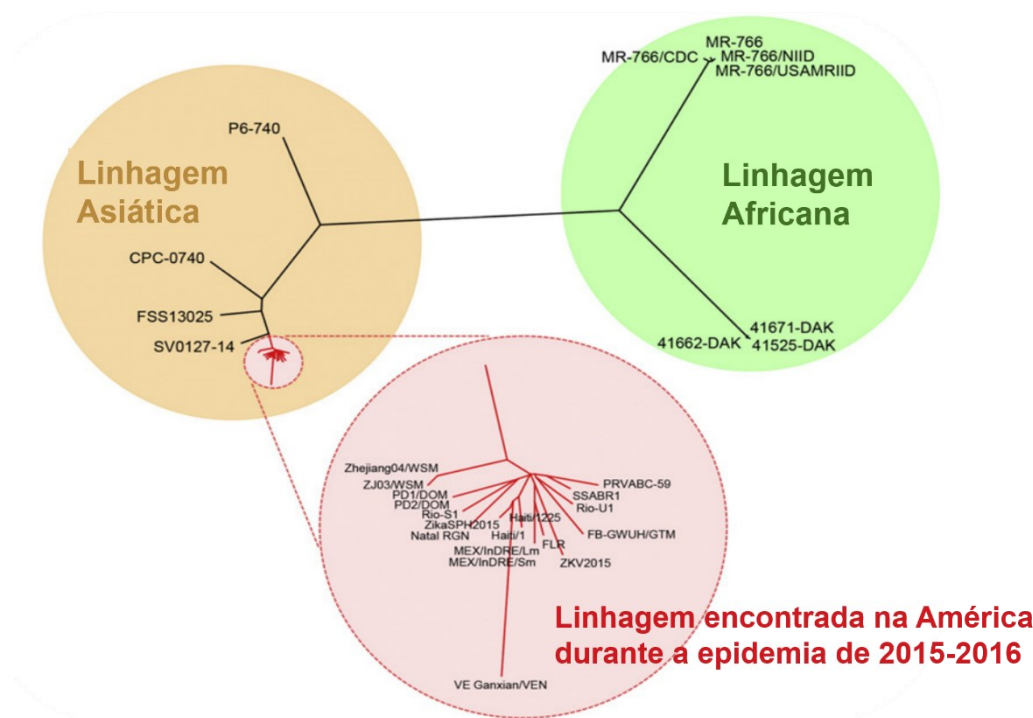 MR-766
MR-766/CDC
MR-766/NIID
MR-766/USAMRIID
P6-740
Linhagem
Asiática
Linhagem
Africana
CPC-0740
FSS13025
SV0127-14
41671-DAK
41662-DAK
41525-DAK
Zhejiang04/WSM
ZJ03/WSM
PD1/DOM
PD2/DOM
Rio-S1
ZikaSPH2015
Natal RGN
Haiti/1225
Haiti/1
MEX/InDRE/Lm
MEX/InDRE/Sm
FLR
ZKV2015
FB-GWUH/GTM
Rio-U1
SSABR1
PRVABC-59
VE Ganxian/VEN
Linhagem encontrada na América
durante a epidemia de 2015-2016